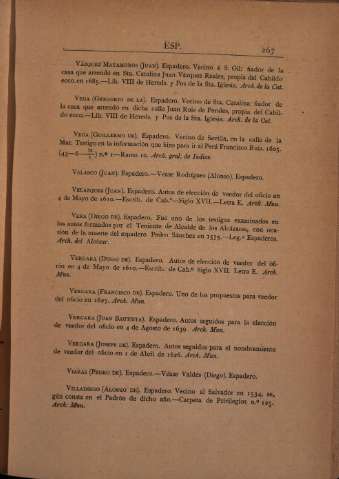 ESP.
267
VÁZQUEZ MATAMOROS (JUAN). Espadero. Vecino á S. Gil: fiador de la
casa que arrendó en Sta. Catalina Juan Vázquez Reales, propia del Cabildo
ecco. en 1685.—Lib. VIII de Hereds. y Pos de la Sta. Iglesia. Arch. de la Cat.
VEGA (GERÓNIMO DE LA). Espadero. Vecino de Sta. Catalina fiador de
la casa que arrendó en dicha calle Juan Ruiz de Pendes, propia del Cabil-
do ecco.—Lib. VIII de Hereds. y Pos de la Sta. Iglesia. Arch. de la Cat.
VEGA (GUILLERMO DE). Espadero. Vecino de Sevilla, en la calle de la
Mar. Testigo en la información que hizo para ir al Perú Francisco Ruiz. 1605.
n.º 1—Ramo 10. Arch. gral. de Indias
VELASCO (JUAN). Espadero.—Véase Rodríguez (Alonso). Espadero.
VELAZQUEZ (JUAN). Espadero. Autos de elección de veedor del oficio en
4 de Mayo de 1610.—Escrib. de Cab.º—Siglo XVII.—Letra E. Arch. Mun.
VERA (DIEGO DE). Espadero. Fué uno de los testigos examinados en
los autos formados por el Teniente de Alcaide de los Alcázares, con oca-
sión de la muerte del espadero Pedro Sánchez en 1575.—Leg.º Espaderos.
Arch. del Alcázar.
VERGARA (DIEGO DE). Espadero. Autos de elección de veedor del ofi-
cio en 4 de Mayo de 1610.—Escrib. de Cab.º Siglo XVII. Letra E. Arch.
Mun.
VERGARA (FRANCISCO DE). Espadero. Uno de los propuestos para veedor
del oficio en 1627. Arch. Mun.
VERGARA (JUAN BAUTISTA). Espadero. Autos seguidos para la elección
de veedor del oficio en 4 de Agosto de 1639. Arch. Mun.
VERGARA (JOSEPH DE). Espadero. Autos seguidos para el nombramiento
de veedor del oficio en 1 de Abril de 1626. Arch. Mun.
(PEDRO DE). Espadero.—Véase Valdés (Diego). Espadero.
VILLADIEGO (ALONSO DE). Espadero. Vecino al Salvador en 1534, se-
gún consta en el Padrón de dicho año.—Carpeta de Privilegios n.º 125.
Arch. Mun.